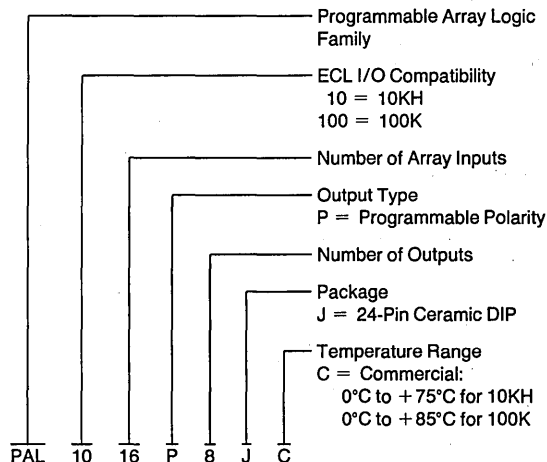 Programmable Array Logic
Family
ECL I/O Compatibility
10 = 10KH
100 = 100K
Number of Array Inputs
Output Type
P = Programmable Polarity
Number of Outputs
Package
J = 24-Pin Ceramic DIP
Temperature Range
C = Commercial:
0°C to +75°C for 10KH
0°C to +85°C for 100K
PAL 10 16 P 8 J C